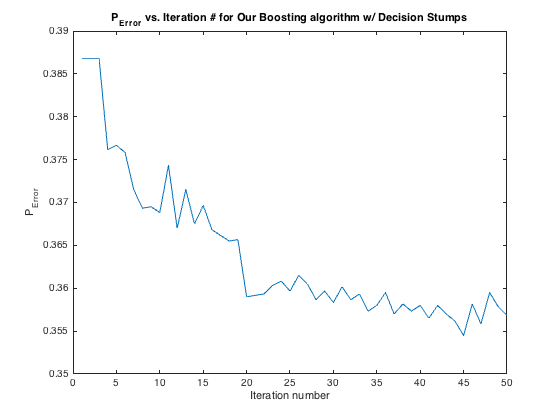 P_Error vs. Iteration # for Our Boosting algorithm w/ Decision Stumps
P_Error
0.39
0.385
0.38
0.375
0.37
0.365
0.36
0.355
0.35
0 5 10 15 20 25 30 35 40 45 50
Iteration number